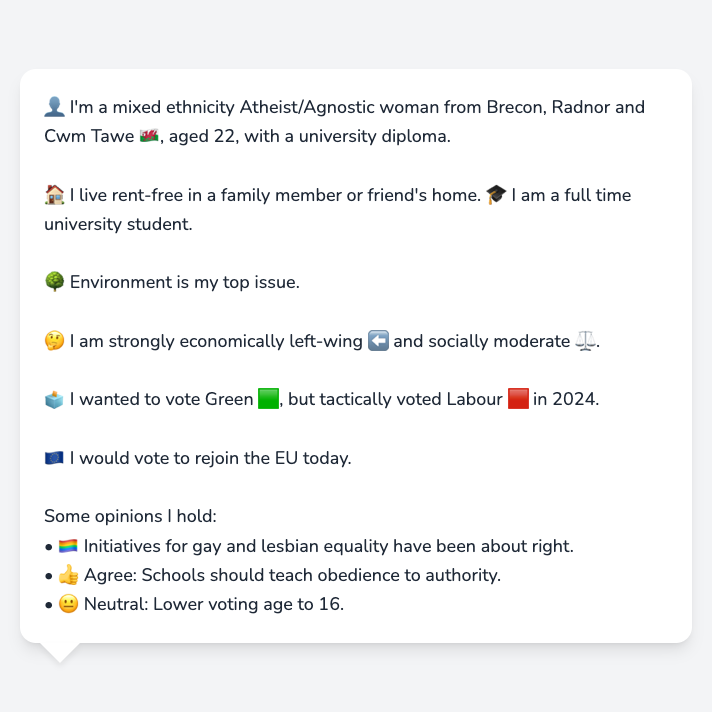 👤 I'm a mixed ethnicity Atheist/Agnostic woman from Brecon, Radnor and
Cwm Tawe 🏴󠁧󠁢󠁷󠁬󠁳󠁿, aged 22, with a university diploma.
🏠 I live rent-free in a family member or friend's home. 🎓 I am a full time
university student.
🌳 Environment is my top issue.
🤔 I am strongly economically left-wing ⬅️ and socially moderate ⚖️.
🗳️ I wanted to vote Green 🟩, but tactically voted Labour 🟥 in 2024.
🇪🇺 I would vote to rejoin the EU today.
Some opinions I hold:
• 🏳️‍🌈 Initiatives for gay and lesbian equality have been about right.
• 👍 Agree: Schools should teach obedience to authority.
• 😐 Neutral: Lower voting age to 16.